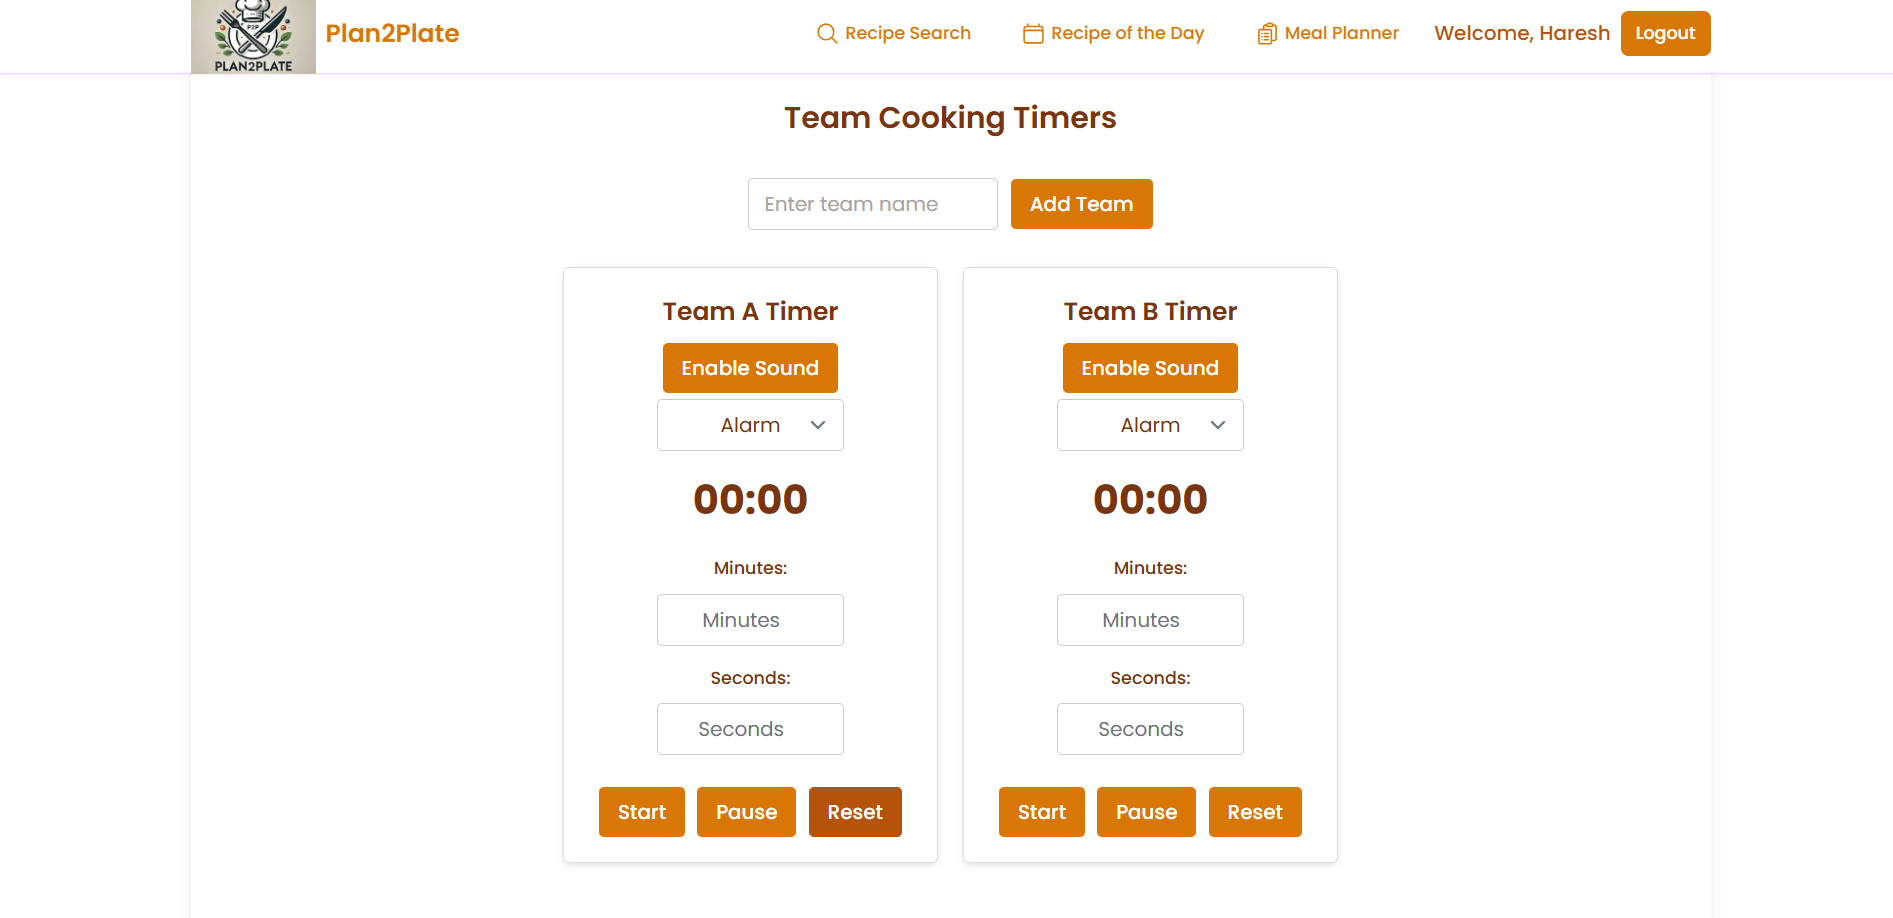 P2P
PLAN2PLATE
Plan2Plate
Recipe Search
Recipe of the Day
Meal Planner
Welcome, Haresh
Logout
Team Cooking Timers
Enter team name
Add Team
Team A Timer
Enable Sound
Alarm
00:00
Minutes:
Minutes
Seconds:
Seconds
Start
Pause
Reset
Team B Timer
Enable Sound
Alarm
00:00
Minutes:
Minutes
Seconds:
Seconds
Start
Pause
Reset